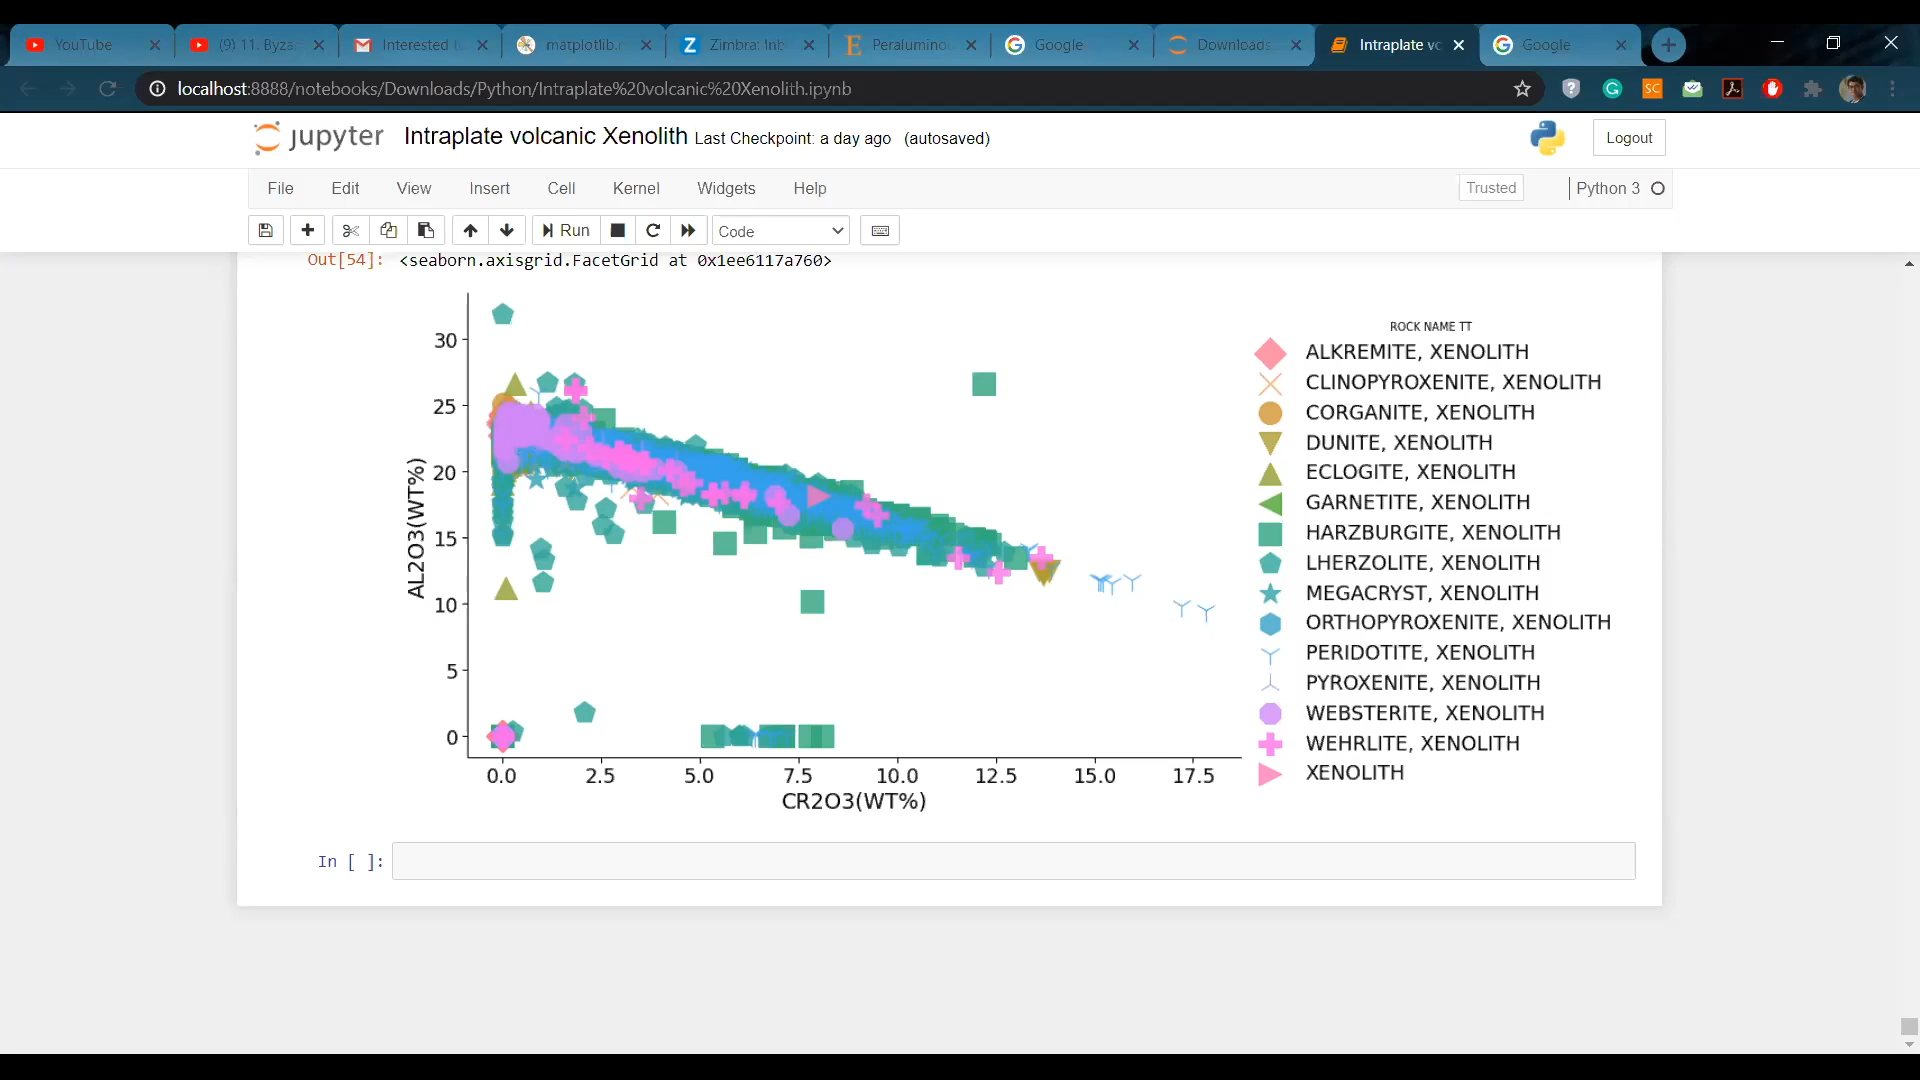 YouTube
(9) 11. Byza
Interested
matplotlib.
Zimbra: Inb
Peraluminou
Google
Downloads
Intraplate vo
Google
localhost:8888/notebooks/Downloads/Python/Intraplate%20volcanic%20Xenolith.ipynb
jupyter Intraplate volcanic Xenolith Last Checkpoint: a day ago (autosaved)
Logout
File Edit View Insert Cell Kernel Widgets Help
Trusted
Python 3
Run
Code
Out[54]: <seaborn.axisgrid.FacetGrid at 0x1ee6117a760>
30
25
20
15
10
5
0
AL2O3(WT%)
0.0 2.5 5.0 7.5 10.0 12.5 15.0 17.5
CR2O3(WT%)
ROCK NAME TT
ALKREMITE, XENOLITH
CLINOPYROXENITE, XENOLITH
CORGANITE, XENOLITH
DUNITE, XENOLITH
ECLOGITE, XENOLITH
GARNETITE, XENOLITH
HARZBURGITE, XENOLITH
LHERZOLITE, XENOLITH
MEGACRYST, XENOLITH
ORTHOPYROXENITE, XENOLITH
PERIDOTITE, XENOLITH
PYROXENITE, XENOLITH
WEBSTERITE, XENOLITH
WEHRLITE, XENOLITH
XENOLITH
In [ ]: